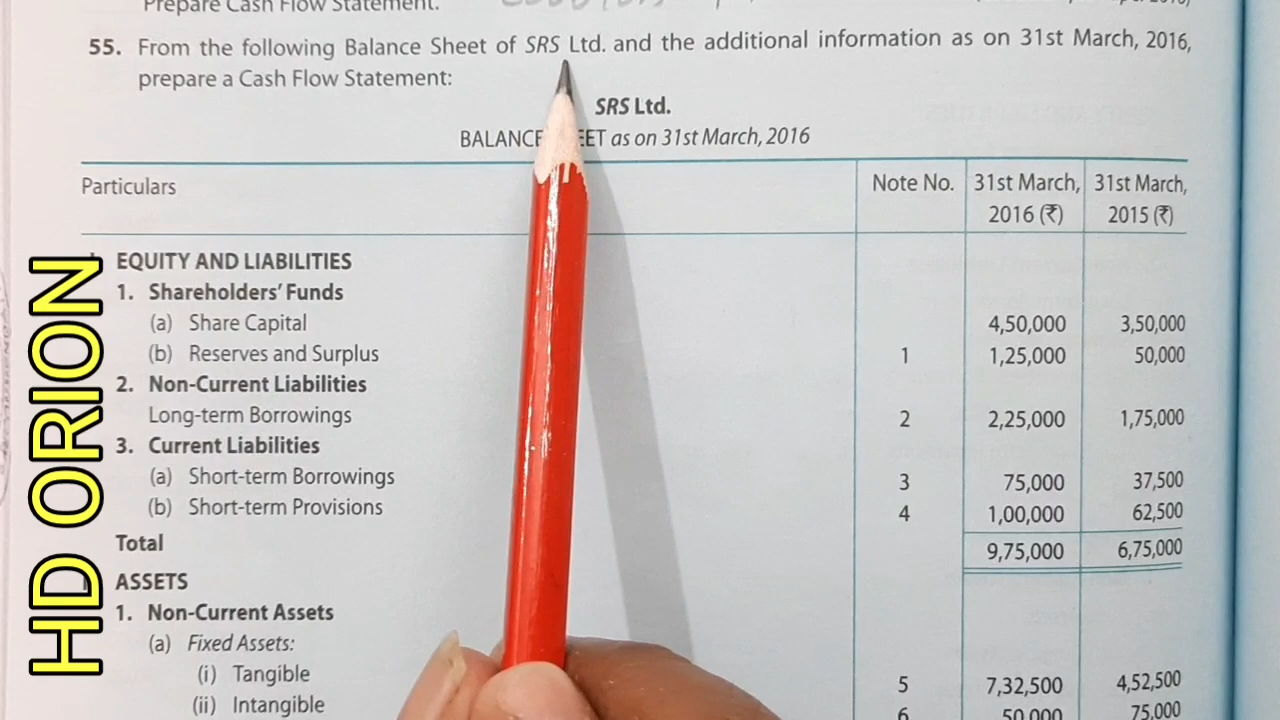 Prepare Cash Flow Statement.
55. From the following Balance Sheet of SRS Ltd. and the additional information as on 31st March, 2016,
prepare a Cash Flow Statement:
SRS Ltd.
BALANCE as on 31st March, 2016
Particulars Note No. 31st March, 2016 (₹) 31st March, 2015 (₹)
EQUITY AND LIABILITIES
1. Shareholders' Funds
(a) Share Capital 4,50,000 3,50,000
(b) Reserves and Surplus 1 1,25,000 50,000
2. Non-Current Liabilities
Long-term Borrowings 2 2,25,000 1,75,000
3. Current Liabilities
(a) Short-term Borrowings 3 75,000 37,500
(b) Short-term Provisions 4 1,00,000 62,500
Total 9,75,000 6,75,000
ASSETS
1. Non-Current Assets
(a) Fixed Assets:
(i) Tangible 5 7,32,500 4,52,500
(ii) Intangible 6 50,000 75,000
HD ORION